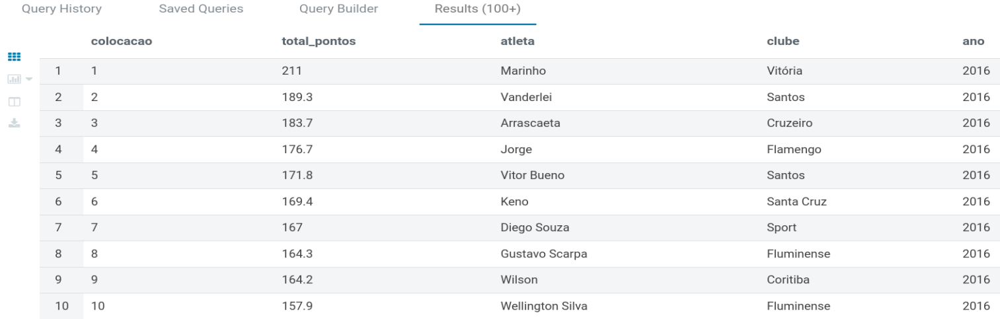 Query History Saved Queries Query Builder Results (100+)
colocacao total_pontos atleta clube ano
1 1 211 Marinho Vitória 2016
2 2 189.3 Vanderlei Santos 2016
3 3 183.7 Arrascaeta Cruzeiro 2016
4 4 176.7 Jorge Flamengo 2016
5 5 171.8 Vitor Bueno Santos 2016
6 6 169.4 Keno Santa Cruz 2016
7 7 167 Diego Souza Sport 2016
8 8 164.3 Gustavo Scarpa Fluminense 2016
9 9 164.2 Wilson Coritiba 2016
10 10 157.9 Wellington Silva Fluminense 2016